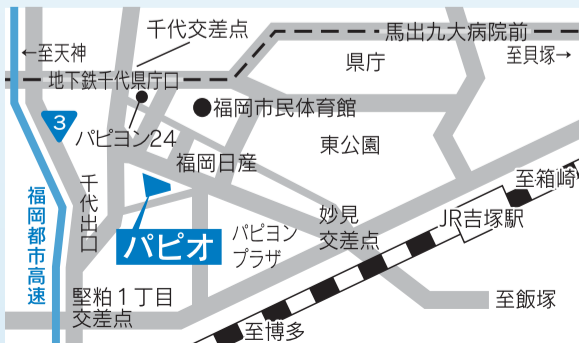 千代交差点
馬出九大病院前
←至天神
至貝塚→
県庁
地下鉄千代県庁口
福岡市民体育館
3
パピヨン24
東公園
福岡日産
至箱崎
千代出口
妙見
交差点
JR吉塚駅
福岡都市高速
パピオ
パピヨン
プラザ
堅粕1丁目
交差点
至飯塚
至博多